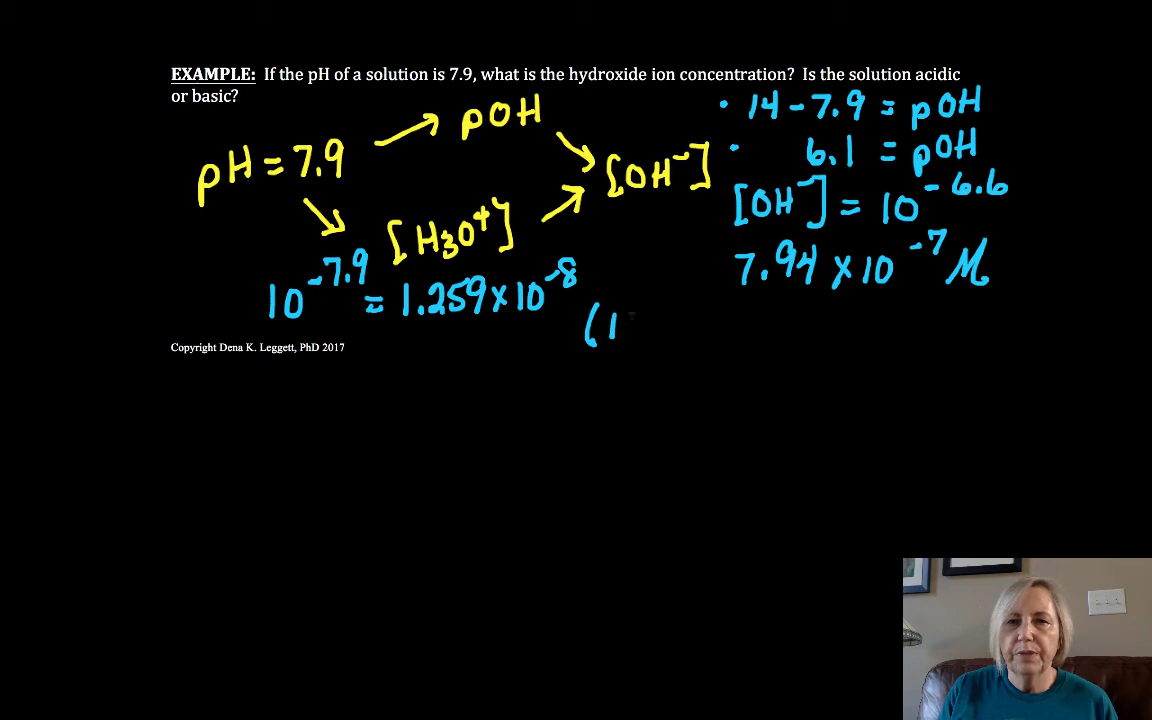 EXAMPLE: If the pH of a solution is 7.9, what is the hydroxide ion concentration? Is the solution acidic
or basic?
pH = 7.9 → pOH → [OH⁻]
→ [H₃O⁺] →
10⁻⁷·⁹ = 1.259 × 10⁻⁸
(1
• 14 - 7.9 = pOH
• 6.1 = pOH
[OH⁻] = 10⁻⁶·⁶
7.94 × 10⁻⁷ M
Copyright Dena K. Leggett, PhD 2017